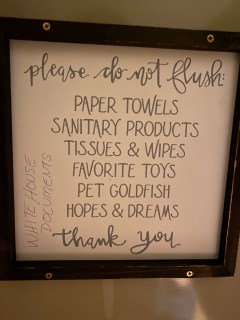 please do not flush:
PAPER TOWELS
SANITARY PRODUCTS
TISSUES & WIPES
FAVORITE TOYS
PET GOLDFISH
HOPES & DREAMS
thank you
WHITE HOUSE
DOCUMENTS